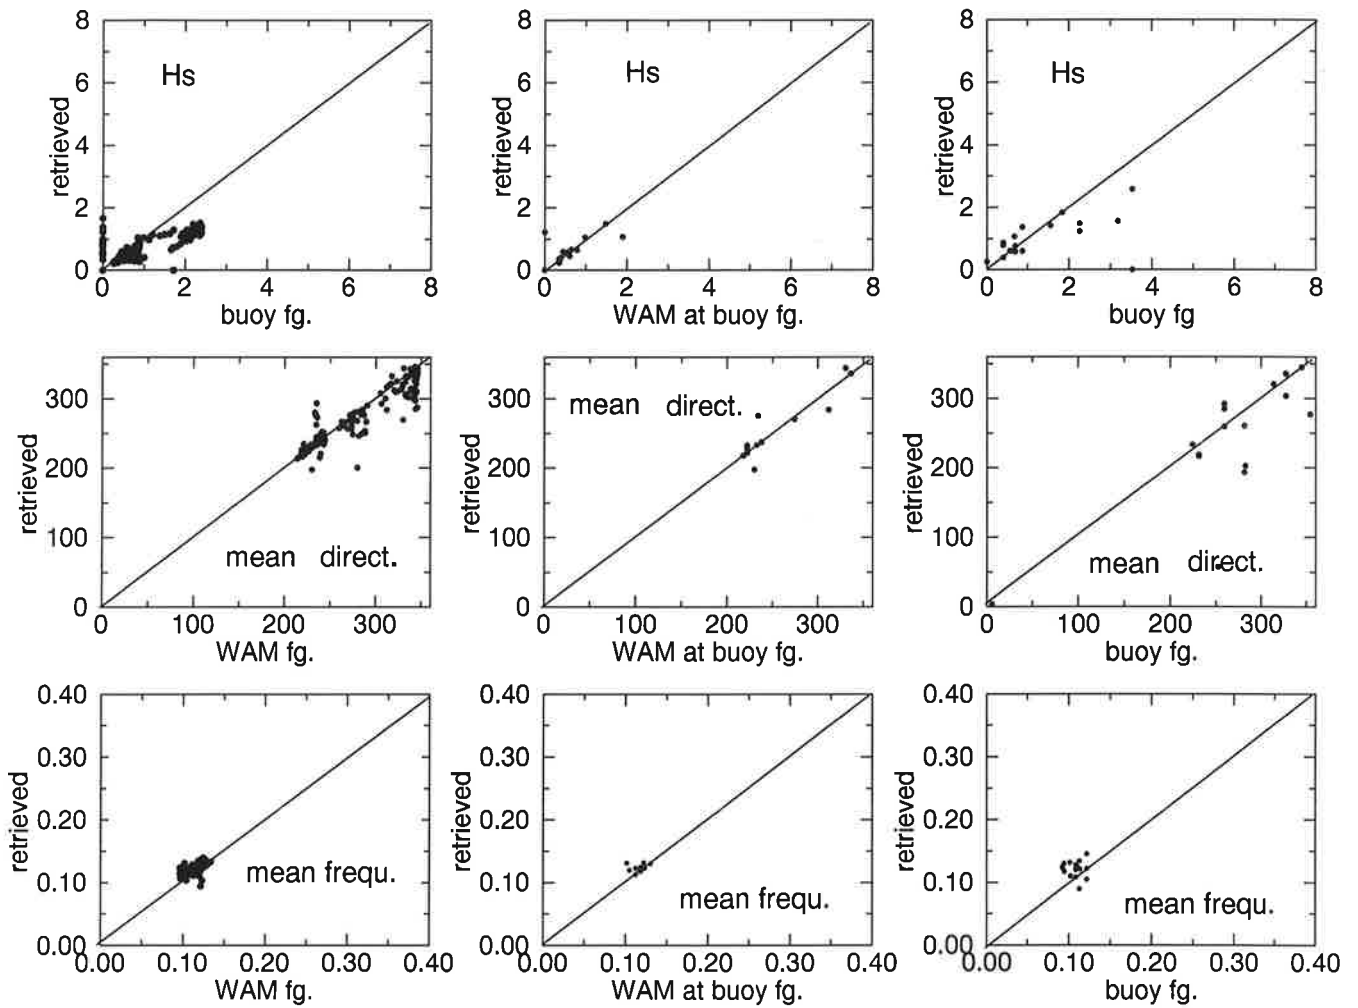 8 8 8
Hs Hs Hs
6 6 6
retrieved retrieved retrieved
4 4 4
2 2 2
0 0 0
0 2 4 6 8 0 2 4 6 8 0 2 4 6 8
buoy fg. WAM at buoy fg. buoy fg
300 300 300
mean direct.
retrieved retrieved retrieved
200 200 200
100 100 100
mean direct. mean direct.
0 0 0
0 100 200 300 0 100 200 300 0 100 200 300
WAM fg. WAM at buoy fg. buoy fg.
0.40 0.40 0.40
0.30 0.30 0.30
retrieved retrieved retrieved
0.20 0.20 0.20
mean frequ. mean frequ. mean frequ.
0.10 0.10 0.10
0.00 0.00 0.00
0.00 0.10 0.20 0.30 0.40 0.00 0.10 0.20 0.30 0.40 0.00 0.10 0.20 0.30 0.40
WAM fg. WAM at buoy fg. buoy fg.